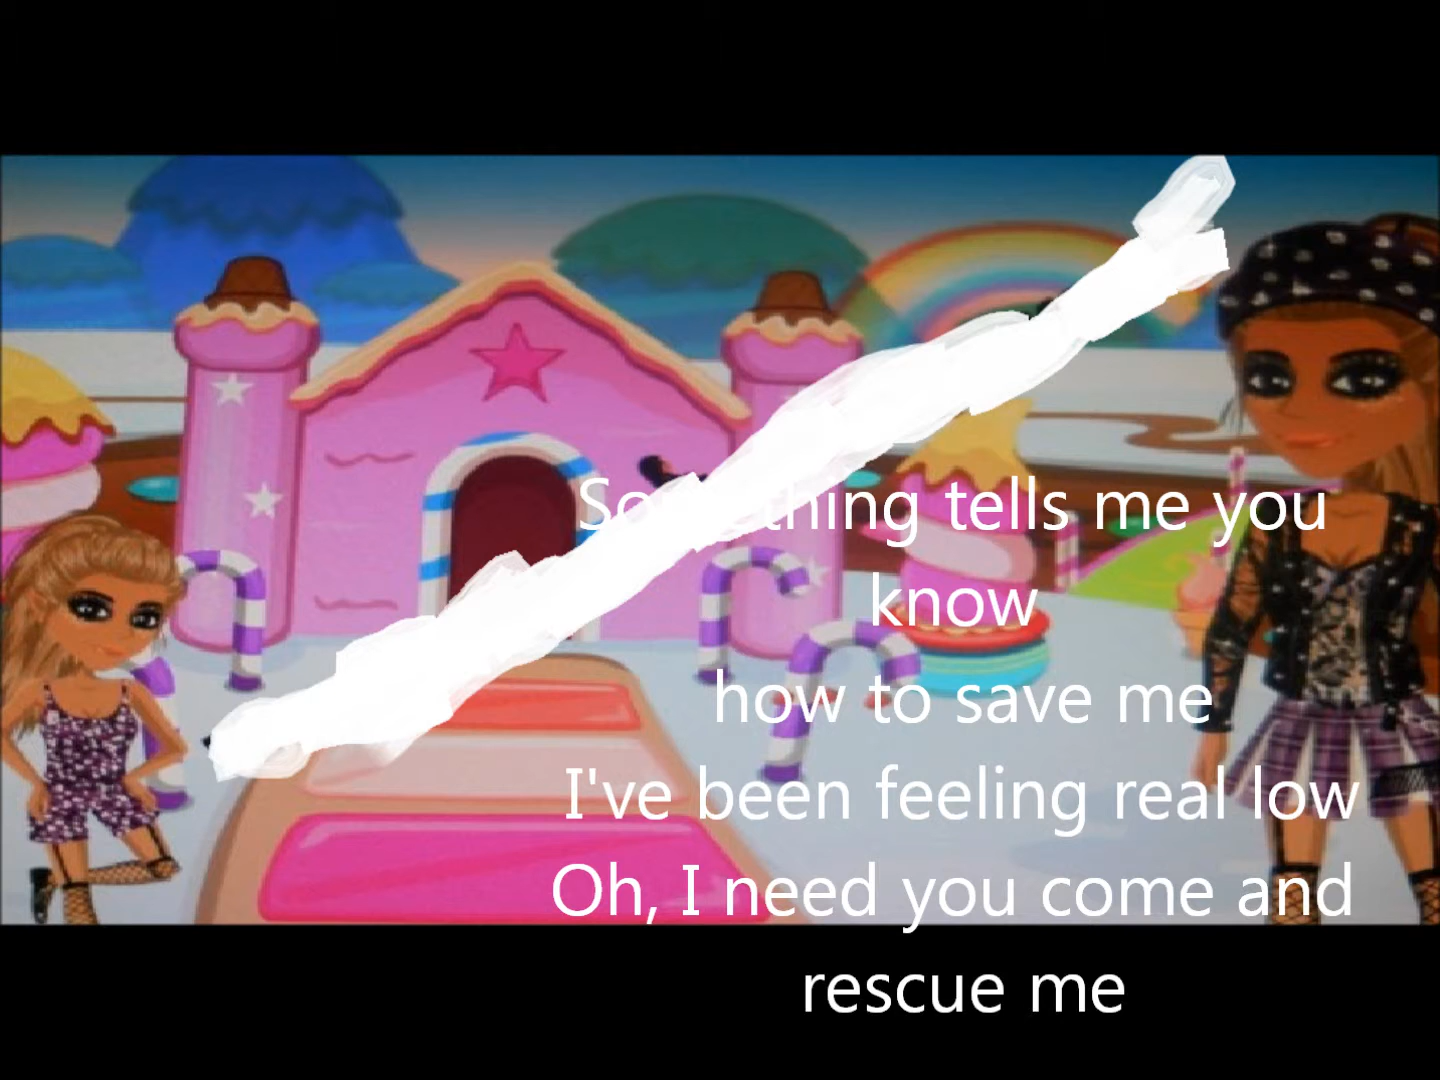 Something tells me you
know
how to save me
I've been feeling real low
Oh, I need you come and
rescue me